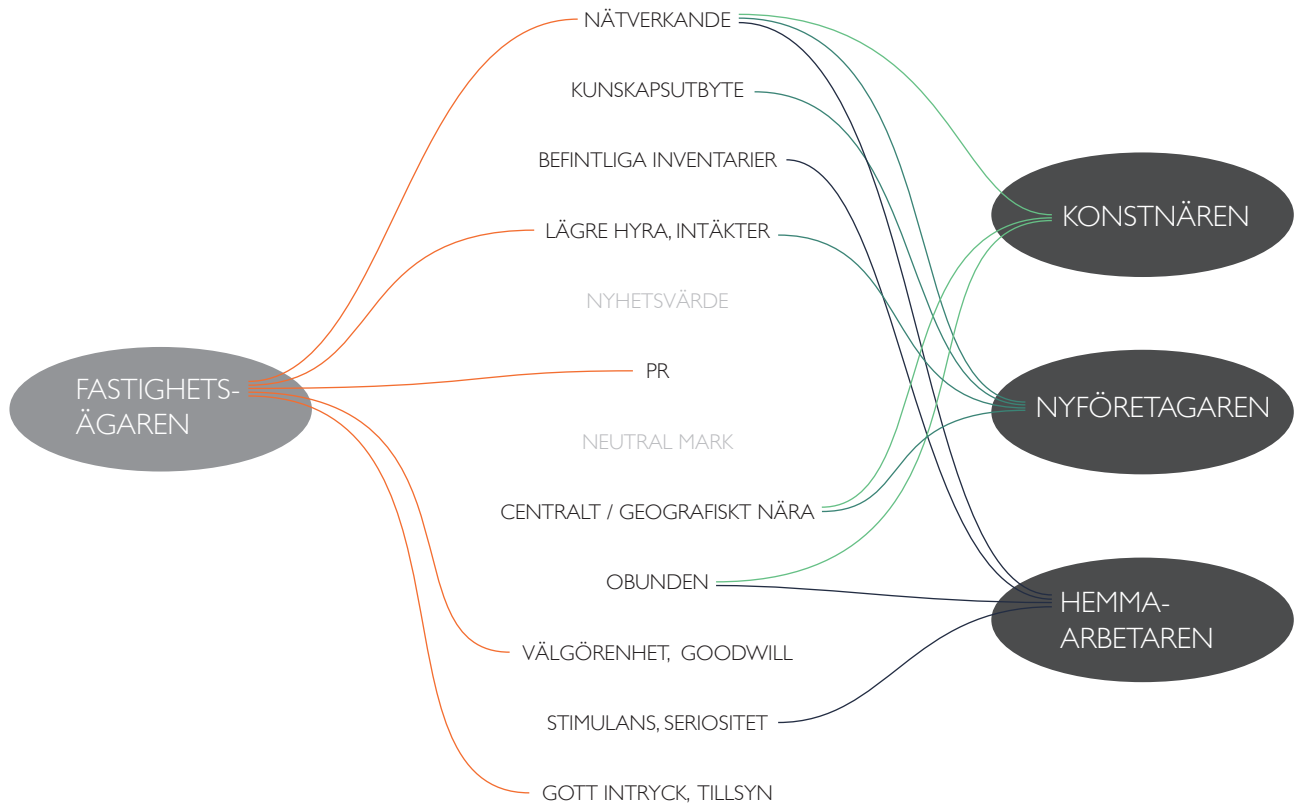 NÄTVERKANDE
KUNSKAPSUTBYTE
BEFINTLIGA INVENTARIER
KONSTNÄREN
LÄGRE HYRA, INTÄKTER
NYHETSVÄRDE
PR
FASTIGHETS-
ÄGAREN
NYFÖRETAGAREN
NEUTRAL MARK
CENTRALT / GEOGRAFISKT NÄRA
OBUNDEN
HEMMA-
ARBETAREN
VÄLGÖRENHET, GOODWILL
STIMULANS, SERIOSITET
GOTT INTRYCK, TILLSYN